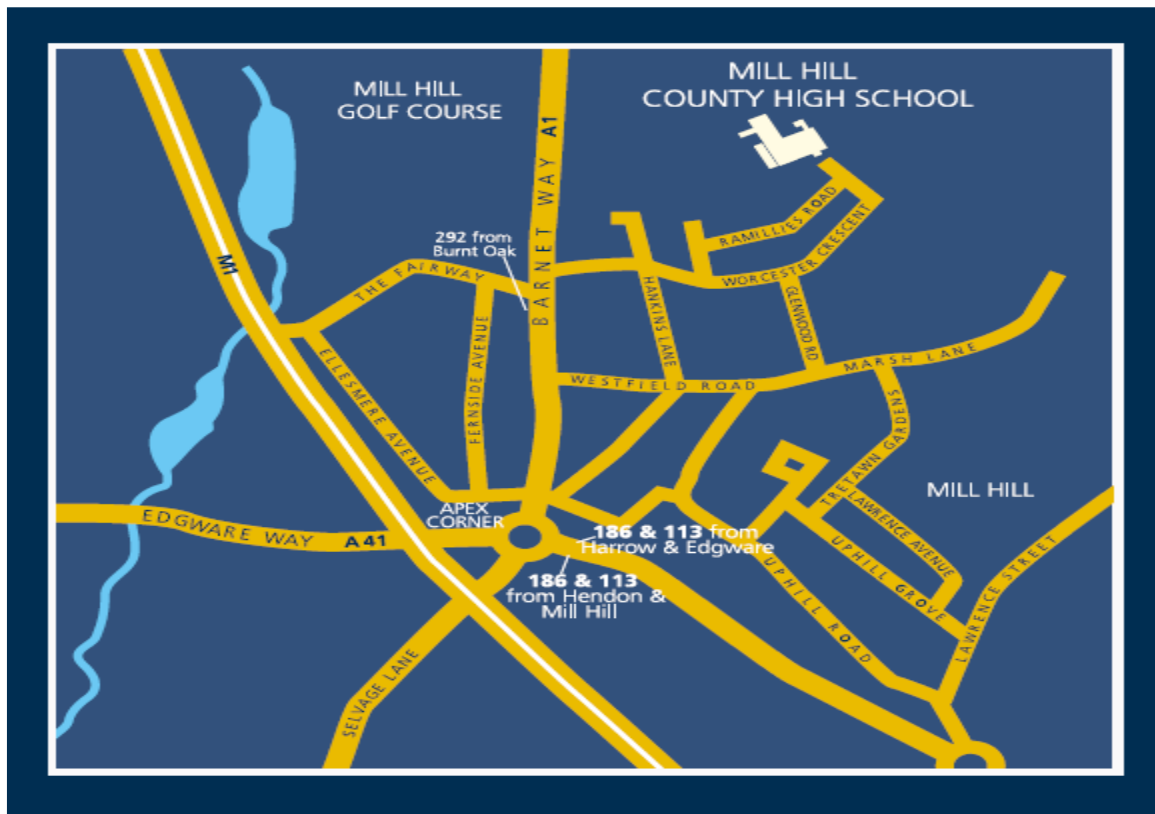 MILL HILL
GOLF COURSE
MILL HILL
COUNTY HIGH SCHOOL
BARNET WAY A1
M1
292 from
Burnt Oak
THE FAIRWAY
RAMILLIES ROAD
WORCESTER CRESCENT
HANKINS LANE
GLENWOOD RD
ELLESMERE AVENUE
FERNSIDE AVENUE
WESTFIELD ROAD
MARSH LANE
TRETAWN GARDENS
MILL HILL
LAWRENCE AVENUE
UPHILL GROVE
LAWRENCE STREET
UPHILL ROAD
APEX
CORNER
EDGWARE WAY A41
186 & 113 from
Harrow & Edgware
186 & 113
from Hendon &
Mill Hill
SELVAGE LANE